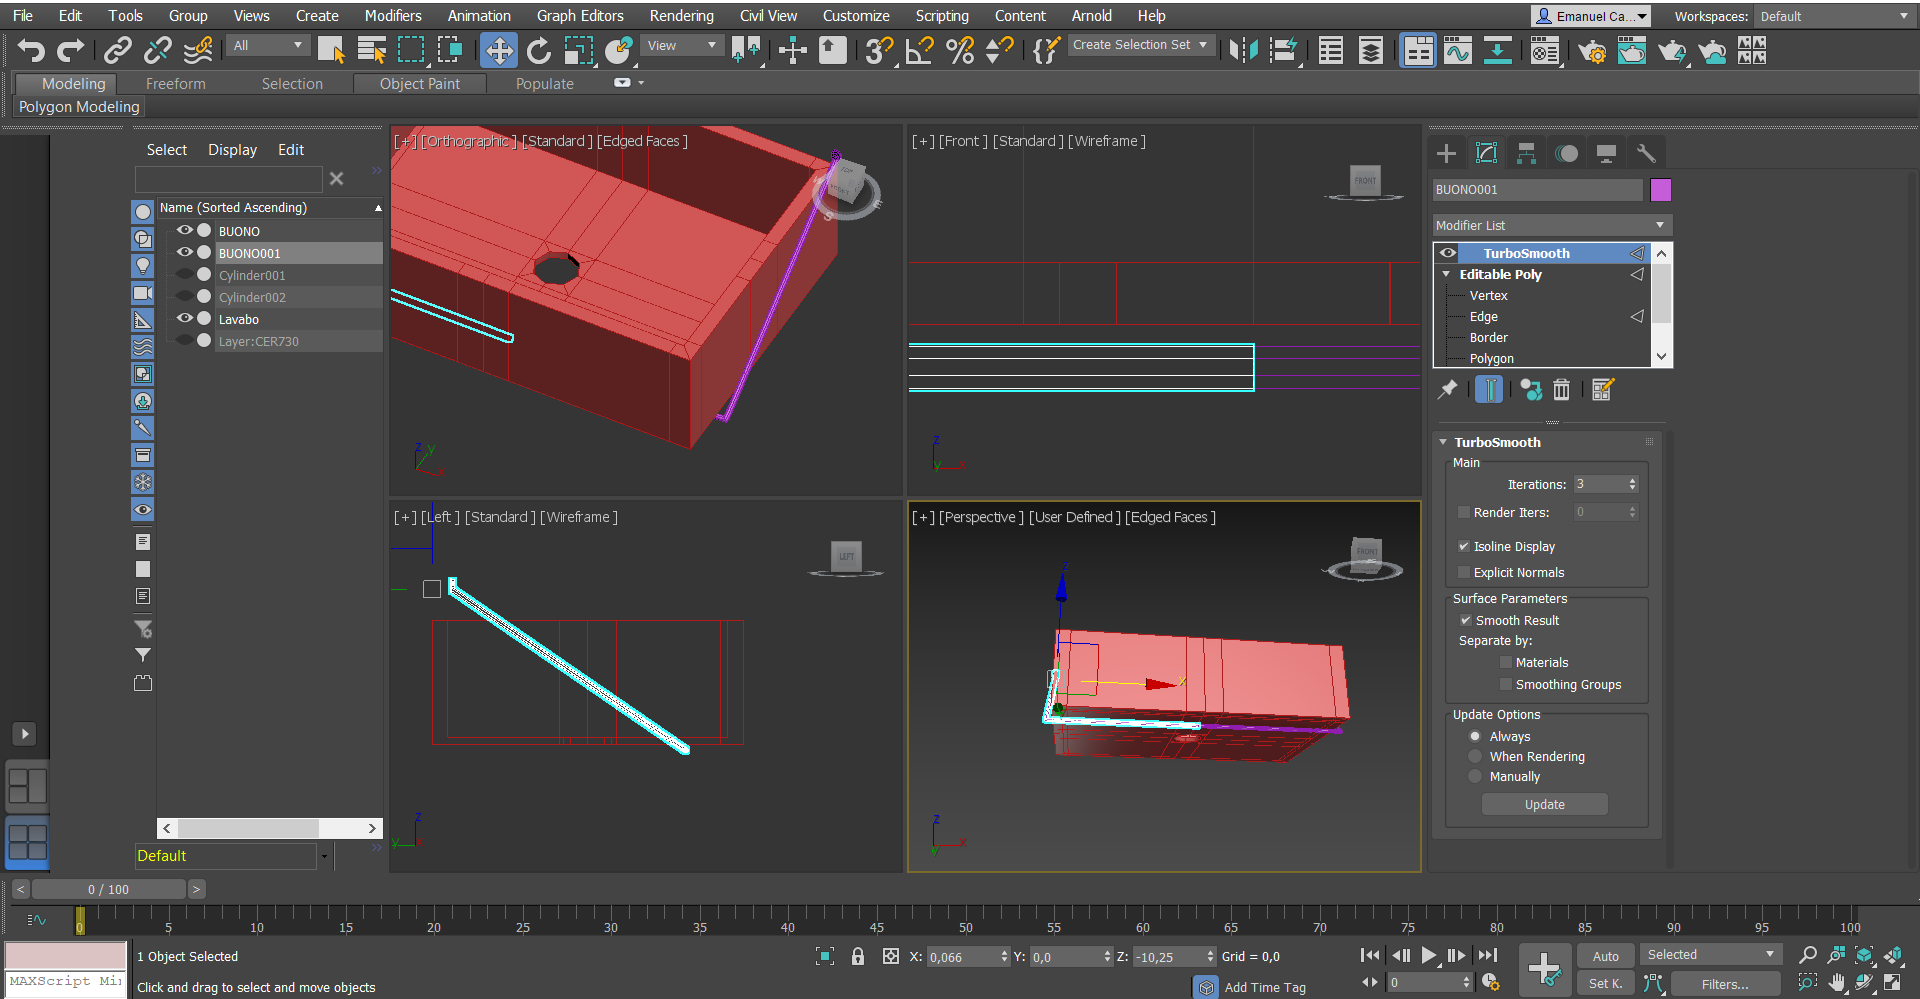 File Edit Tools Group Views Create Modifiers Animation Graph Editors Rendering Civil View Customize Scripting Content Arnold Help Emanuel Ca... Workspaces: Default
All View Create Selection Set
Modeling Freeform Selection Object Paint Populate
Polygon Modeling
Select Display Edit
Name (Sorted Ascending)
BUONO
BUONO001
Cylinder001
Cylinder002
Lavabo
Layer:CER730
Default
[+] [Orthographic ] [Standard ] [Edged Faces ]
TOP
S
E
z
y
x
[+] [Front ] [Standard ] [Wireframe ]
FRONT
z
y
x
[+] [Left ] [Standard ] [Wireframe ]
LEFT
z
y
x
[+] [Perspective ] [User Defined ] [Edged Faces ]
FRONT
z
x
z
x
y
BUONO001
Modifier List
TurboSmooth
Editable Poly
Vertex
Edge
Border
Polygon
TurboSmooth
Main
Iterations: 3
Render Iters: 0
Isoline Display
Explicit Normals
Surface Parameters
Smooth Result
Separate by:
Materials
Smoothing Groups
Update Options
Always
When Rendering
Manually
Update
< 0 / 100 >
0 5 10 15 20 25 30 35 40 45 50 55 60 65 70 75 80 85 90 95 100
1 Object Selected X: 0,066 Y: 0,0 Z: -10,25 Grid = 0,0 Auto Selected
MAXScript Mi
Click and drag to select and move objects Add Time Tag 0 Set K. Filters...